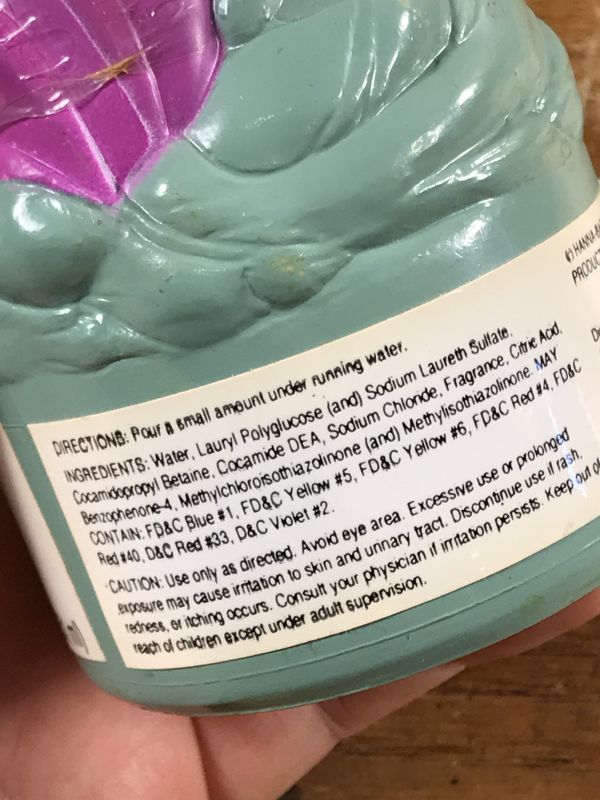 DIRECTIONS: Pour a small amount under running water.
INGREDIENTS: Water, Lauryl Polyglucose (and) Sodium Laureth Sulfate,
Cocamidopropyl Betaine, Cocamide DEA, Sodium Chloride, Fragrance, Citric Acid,
Benzophenone-4, Methylchloroisothiazolinone (and) Methylisothiazolinone. MAY
CONTAIN: FD&C Blue #1, FD&C Yellow #5, FD&C Yellow #6, FD&C Red #4, FD&C
Red #40, D&C Red #33, D&C Violet #2.
CAUTION: Use only as directed. Avoid eye area. Excessive use or prolonged
exposure may cause irritation to skin and urinary tract. Discontinue use if rash,
redness, or itching occurs. Consult your physician if irritation persists. Keep out of
reach of children except under adult supervision.